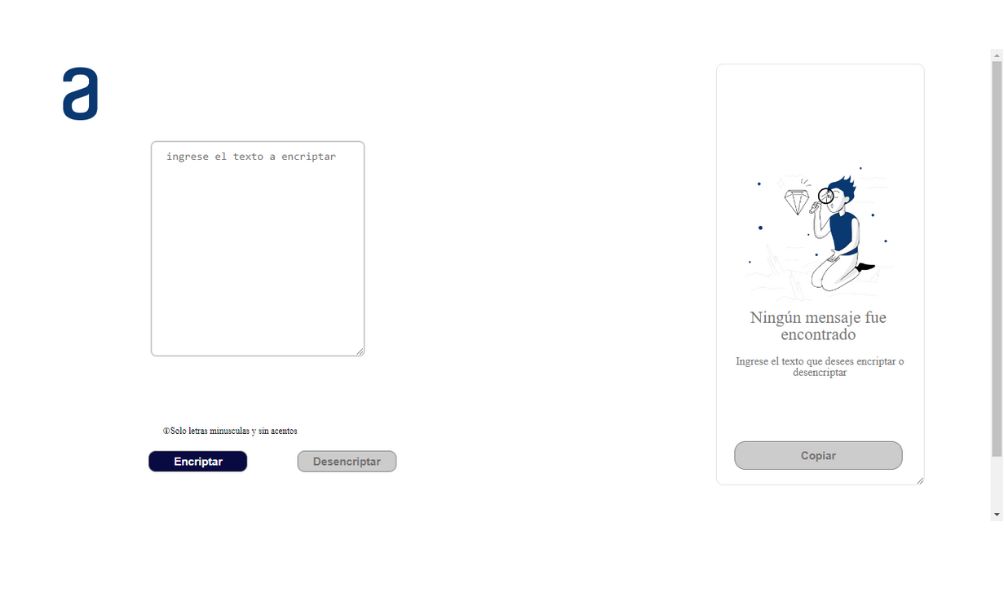 a
ingrese el texto a encriptar
Ningún mensaje fue
encontrado
Ingrese el texto que desees encriptar o
desencriptar
①Solo letras minusculas y sin acentos
Encriptar
Desencriptar
Copiar